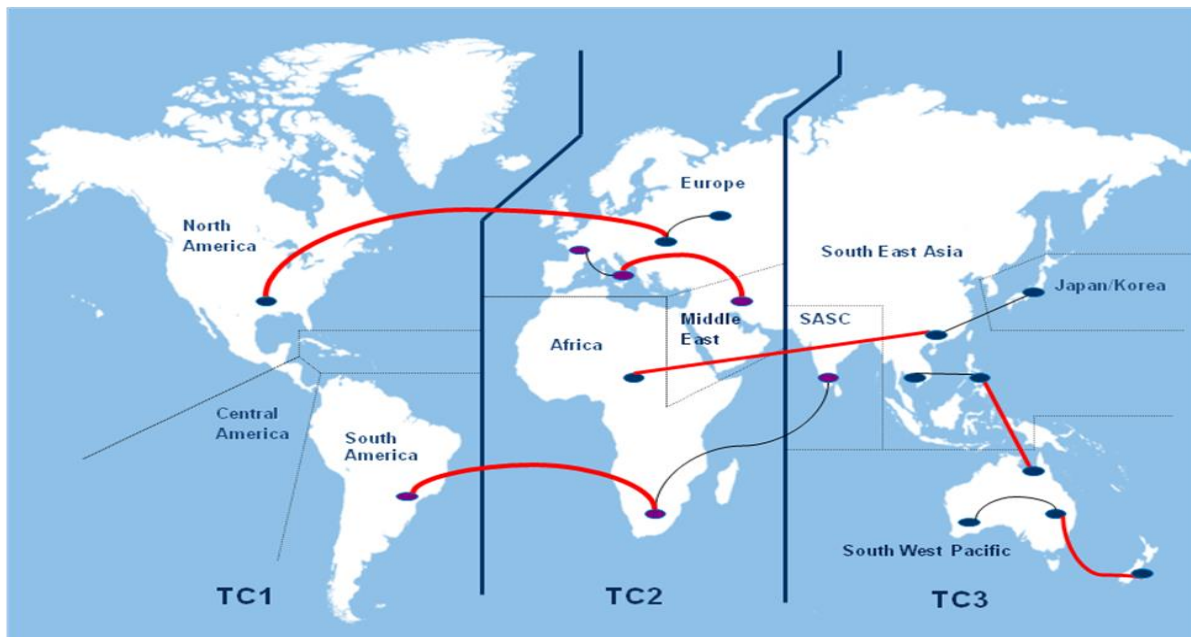 Europe
North
America
South East Asia
Japan/Korea
Middle
East
SASC
Africa
Central
America
South
America
South West Pacific
TC1
TC2
TC3